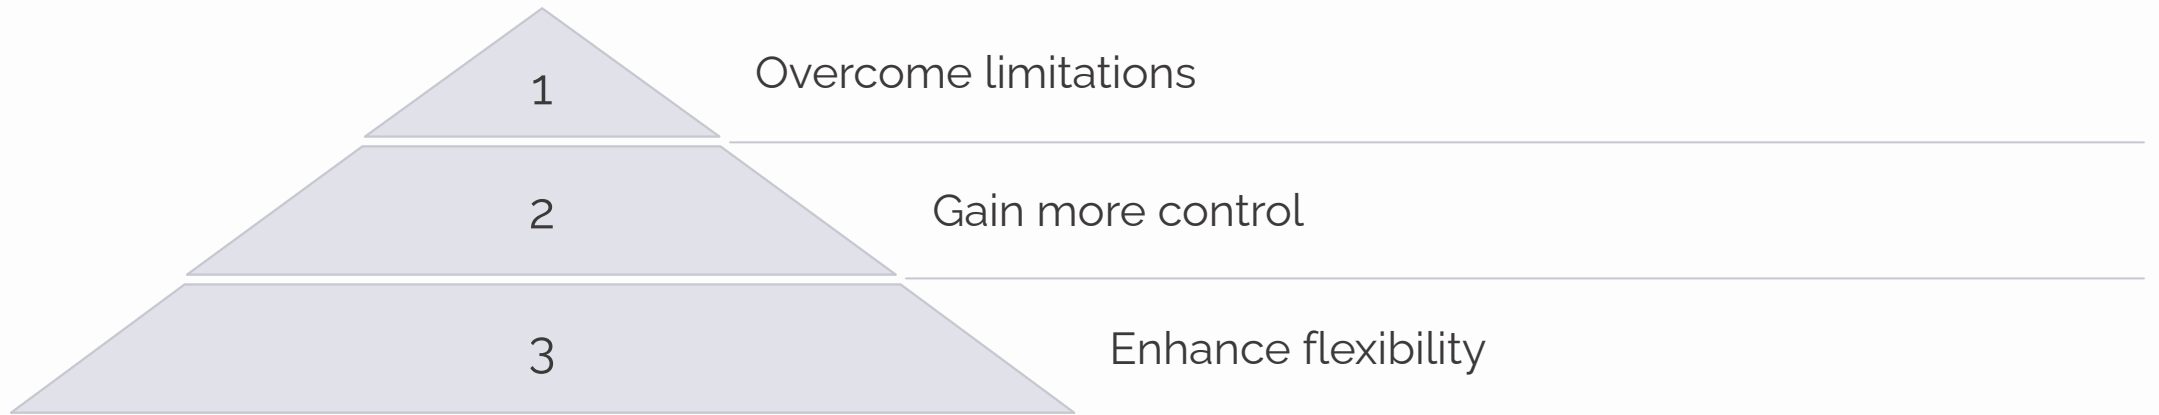 1
Overcome limitations
2
Gain more control
3
Enhance flexibility